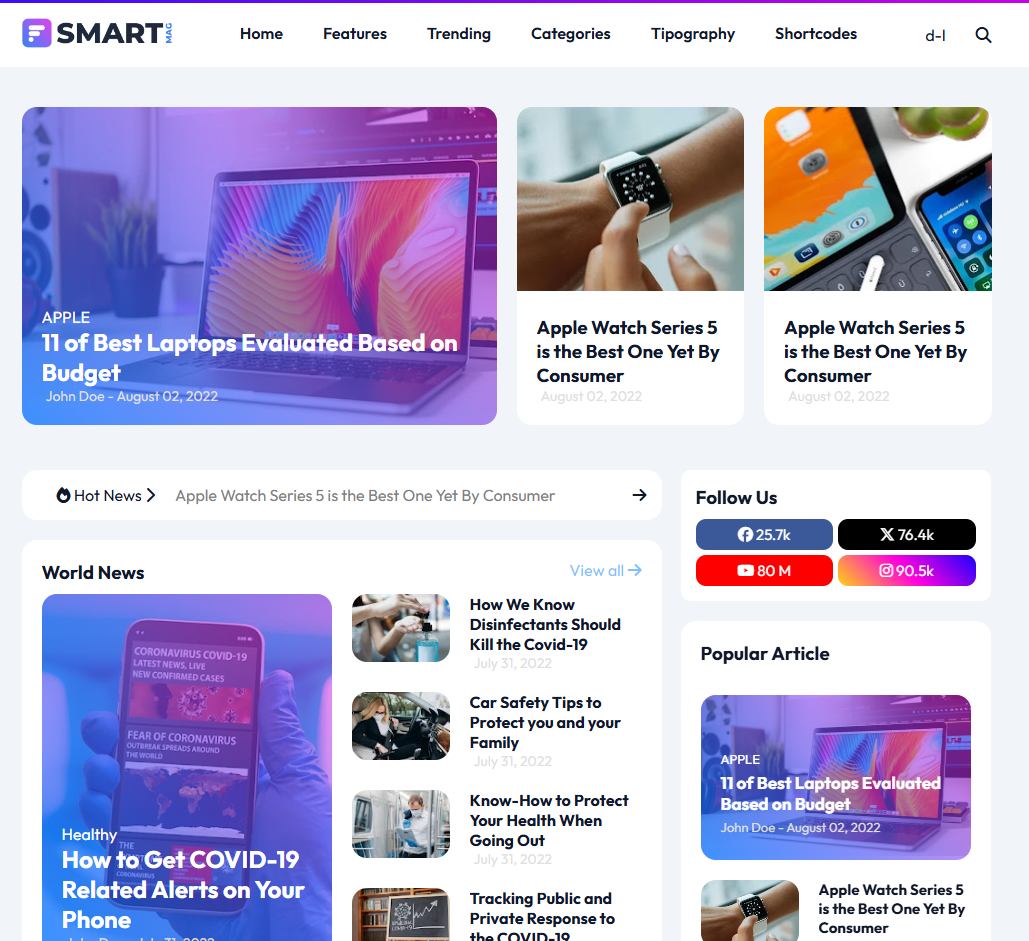 SMART MAG
Home Features Trending Categories Tipography Shortcodes d-l
APPLE
11 of Best Laptops Evaluated Based on
Budget
John Doe - August 02, 2022
Apple Watch Series 5
is the Best One Yet By
Consumer
August 02, 2022
Apple Watch Series 5
is the Best One Yet By
Consumer
August 02, 2022
Hot News
Apple Watch Series 5 is the Best One Yet By Consumer
World News
View all
CORONAVIRUS COVID-19
LATEST NEWS, LIVE
NEW CONFIRMED CASES
FEAR OF CORONAVIRUS
OUTBREAK SPREADS AROUND
THE WORLD
THE
CORONAVIRUS
Healthy
How to Get COVID-19
Related Alerts on Your
Phone
How We Know
Disinfectants Should
Kill the Covid-19
July 31, 2022
Car Safety Tips to
Protect you and your
Family
July 31, 2022
Know-How to Protect
Your Health When
Going Out
July 31, 2022
Tracking Public and
Private Response to
the COVID-19
Follow Us
25.7k
76.4k
80 M
90.5k
Popular Article
APPLE
11 of Best Laptops Evaluated
Based on Budget
John Doe - August 02, 2022
Apple Watch Series 5
is the Best One Yet By
Consumer